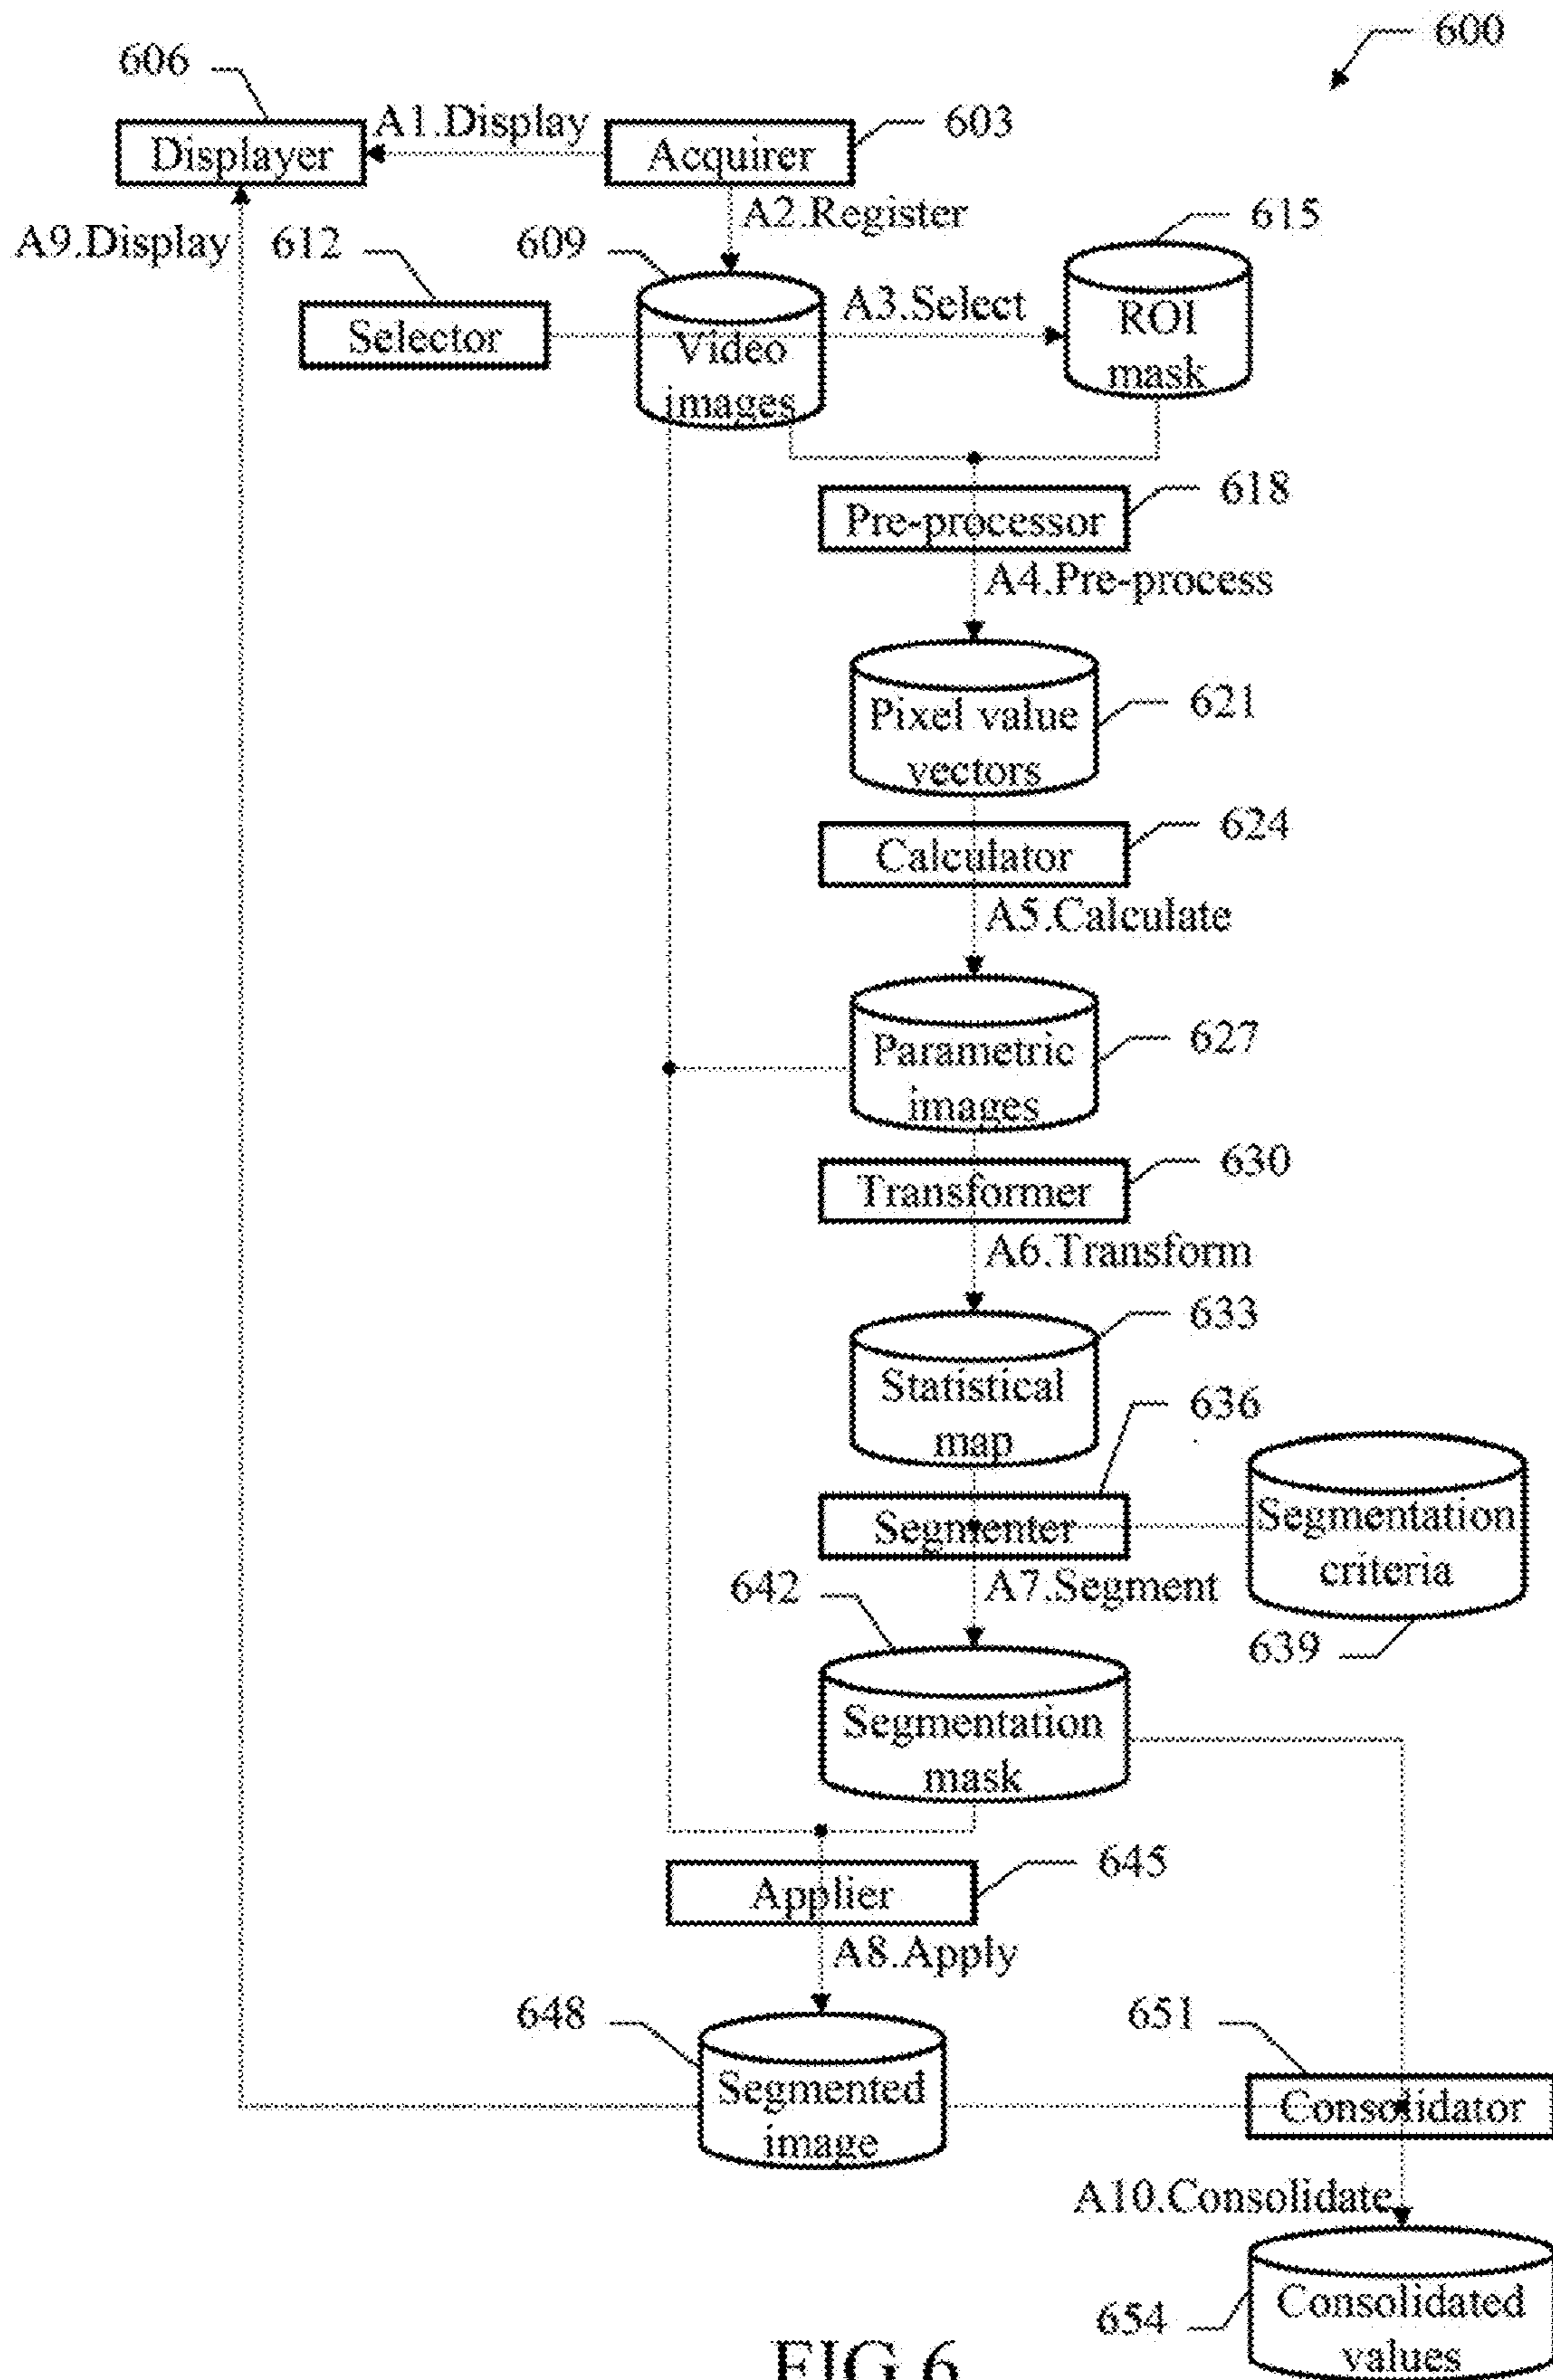 600
606
A1.Display
603
Displayer
Acquirer
A2.Register
615
A9.Display
612
609
A3.Select
ROI
mask
Selector
Video
images
618
Pre-processor
A4.Pre-process
621
Pixel value
vectors
624
Calculator
A5.Calculate
627
Parametric
images
630
Transformer
A6.Transform
633
Statistical
map
636
Segmenter
Segmentation
criteria
639
A7.Segment
642
Segmentation
mask
645
Applier
A8.Apply
648
Segmented
image
651
Consolidator
A10.Consolidate
654
Consolidated
values
FIG.6